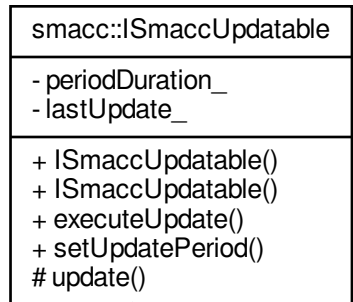 smacc::ISmaccUpdatable
- periodDuration_
- lastUpdate_
+ ISmaccUpdatable()
+ ISmaccUpdatable()
+ executeUpdate()
+ setUpdatePeriod()
# update()